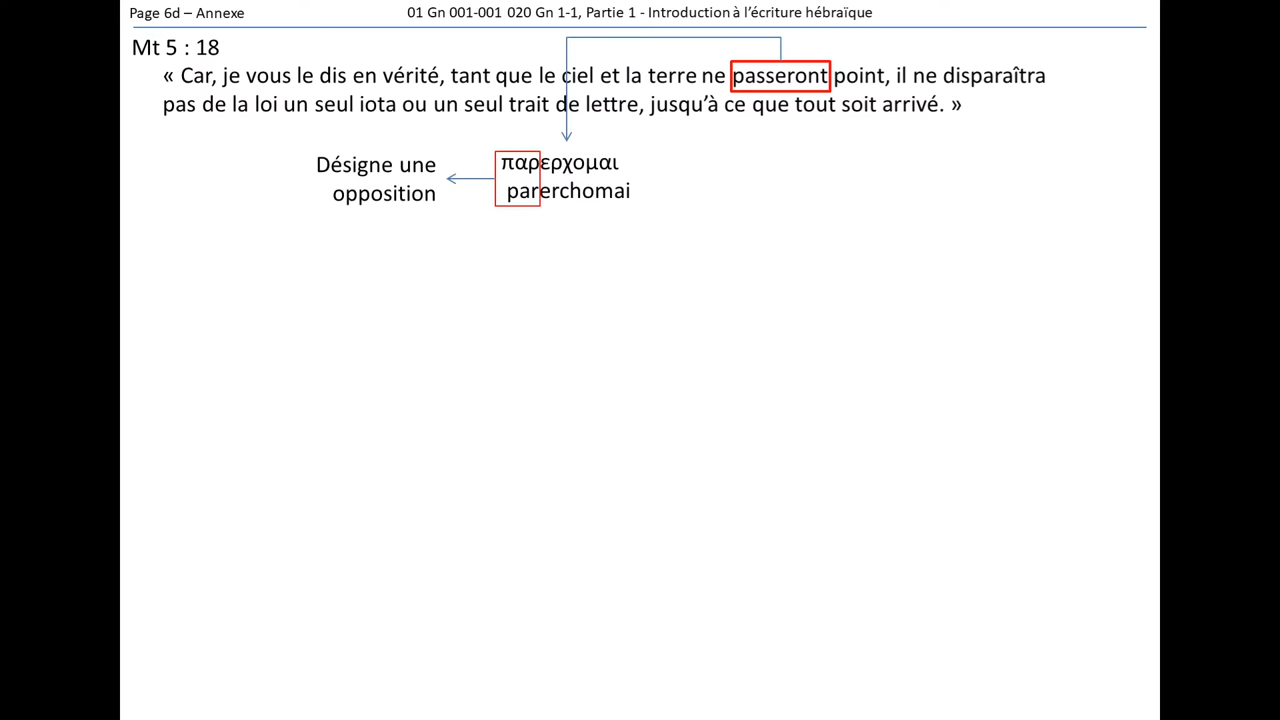 Page 6d – Annexe
01 Gn 001-001 020 Gn 1-1, Partie 1 - Introduction à l’écriture hébraïque
Mt 5 : 18
« Car, je vous le dis en vérité, tant que le ciel et la terre ne passeront point, il ne disparaîtra
pas de la loi un seul iota ou un seul trait de lettre, jusqu’à ce que tout soit arrivé. »
Désigne une
opposition
παρερχομαι
parerchomai